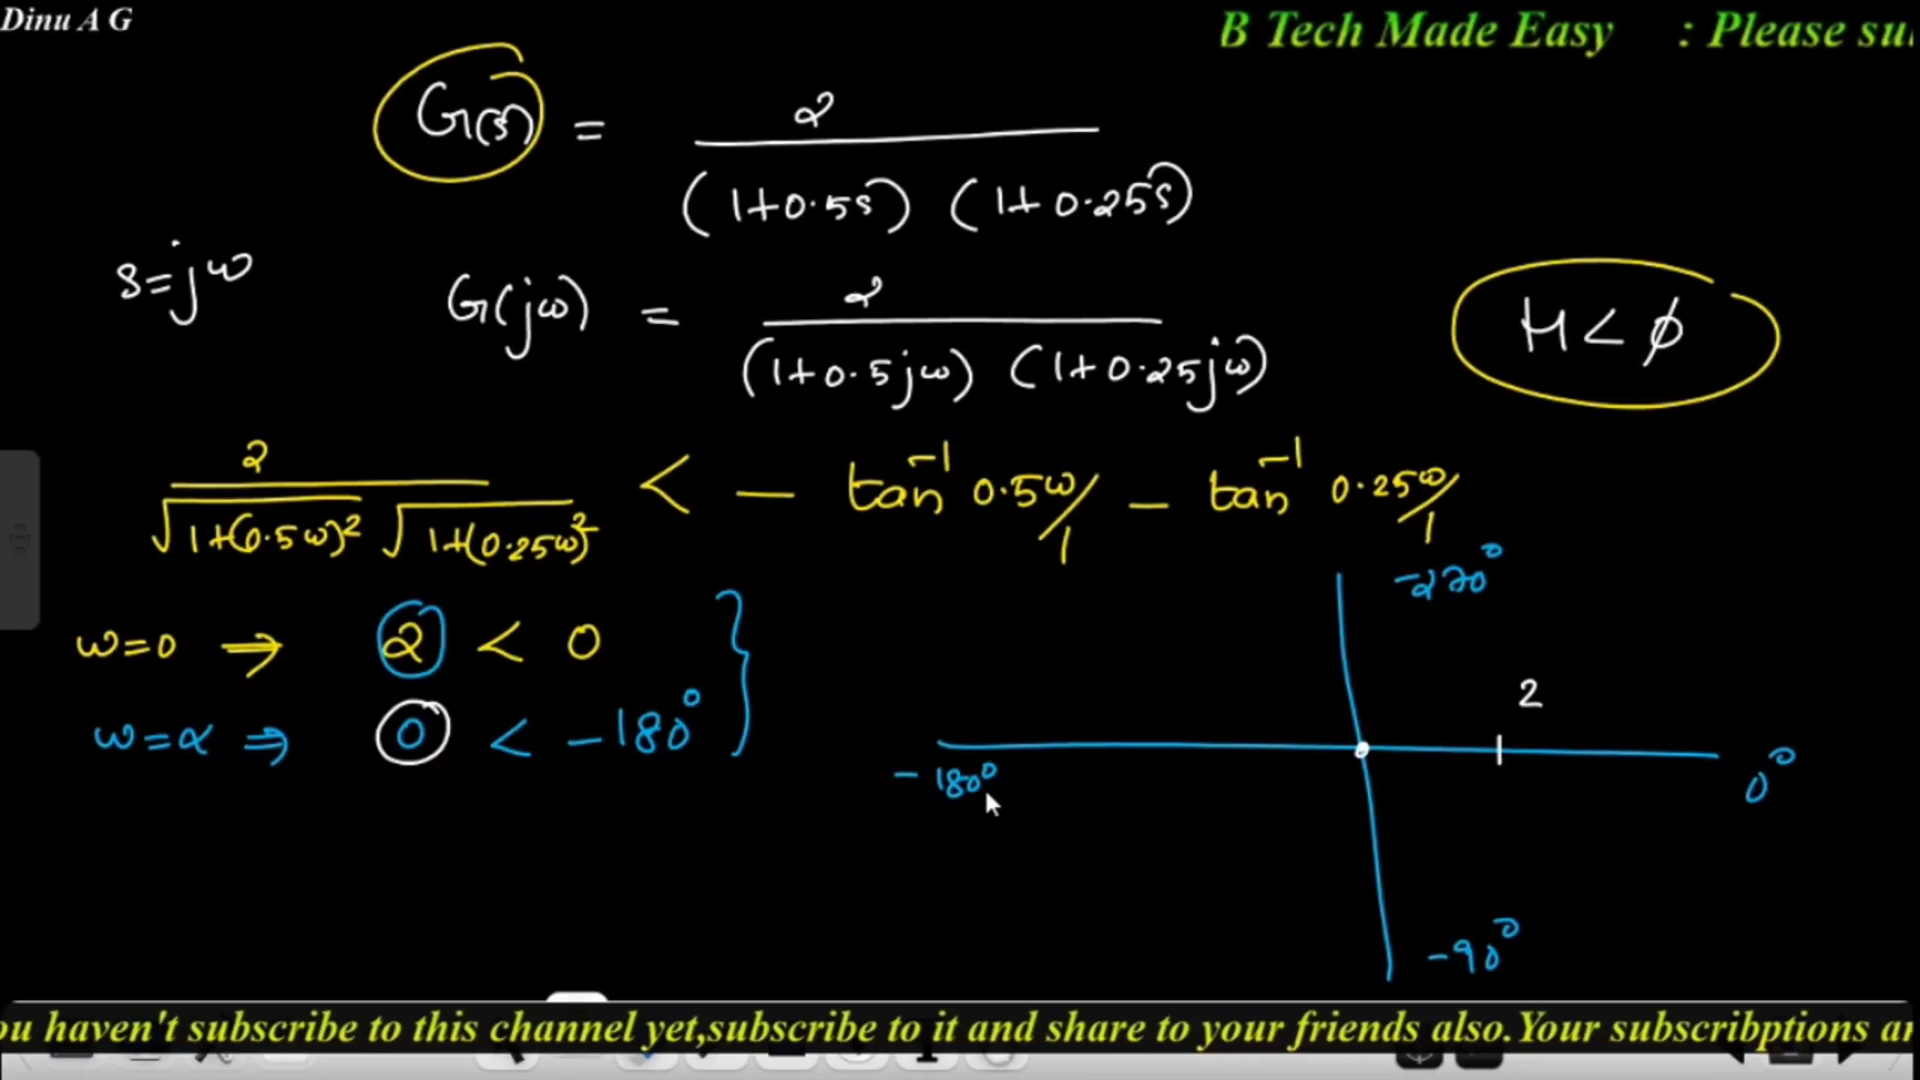 Dinu A G
B Tech Made Easy : Please su
G(s) = 2 / (1+0.5s) (1+0.25s)
s=jω
G(jω) = 2 / (1+0.5jω) (1+0.25jω)
M < ϕ
2 / √1+(0.5ω)² √1+(0.25ω)² < − tan⁻¹ 0.5ω/1 − tan⁻¹ 0.25ω/1
ω=0 ⇒ 2 < 0
ω=α ⇒ 0 < −180°
−270°
2
−180°
0°
−90°
ou haven't subscribe to this channel yet,subscribe to it and share to your friends also.Your subscribptions ar